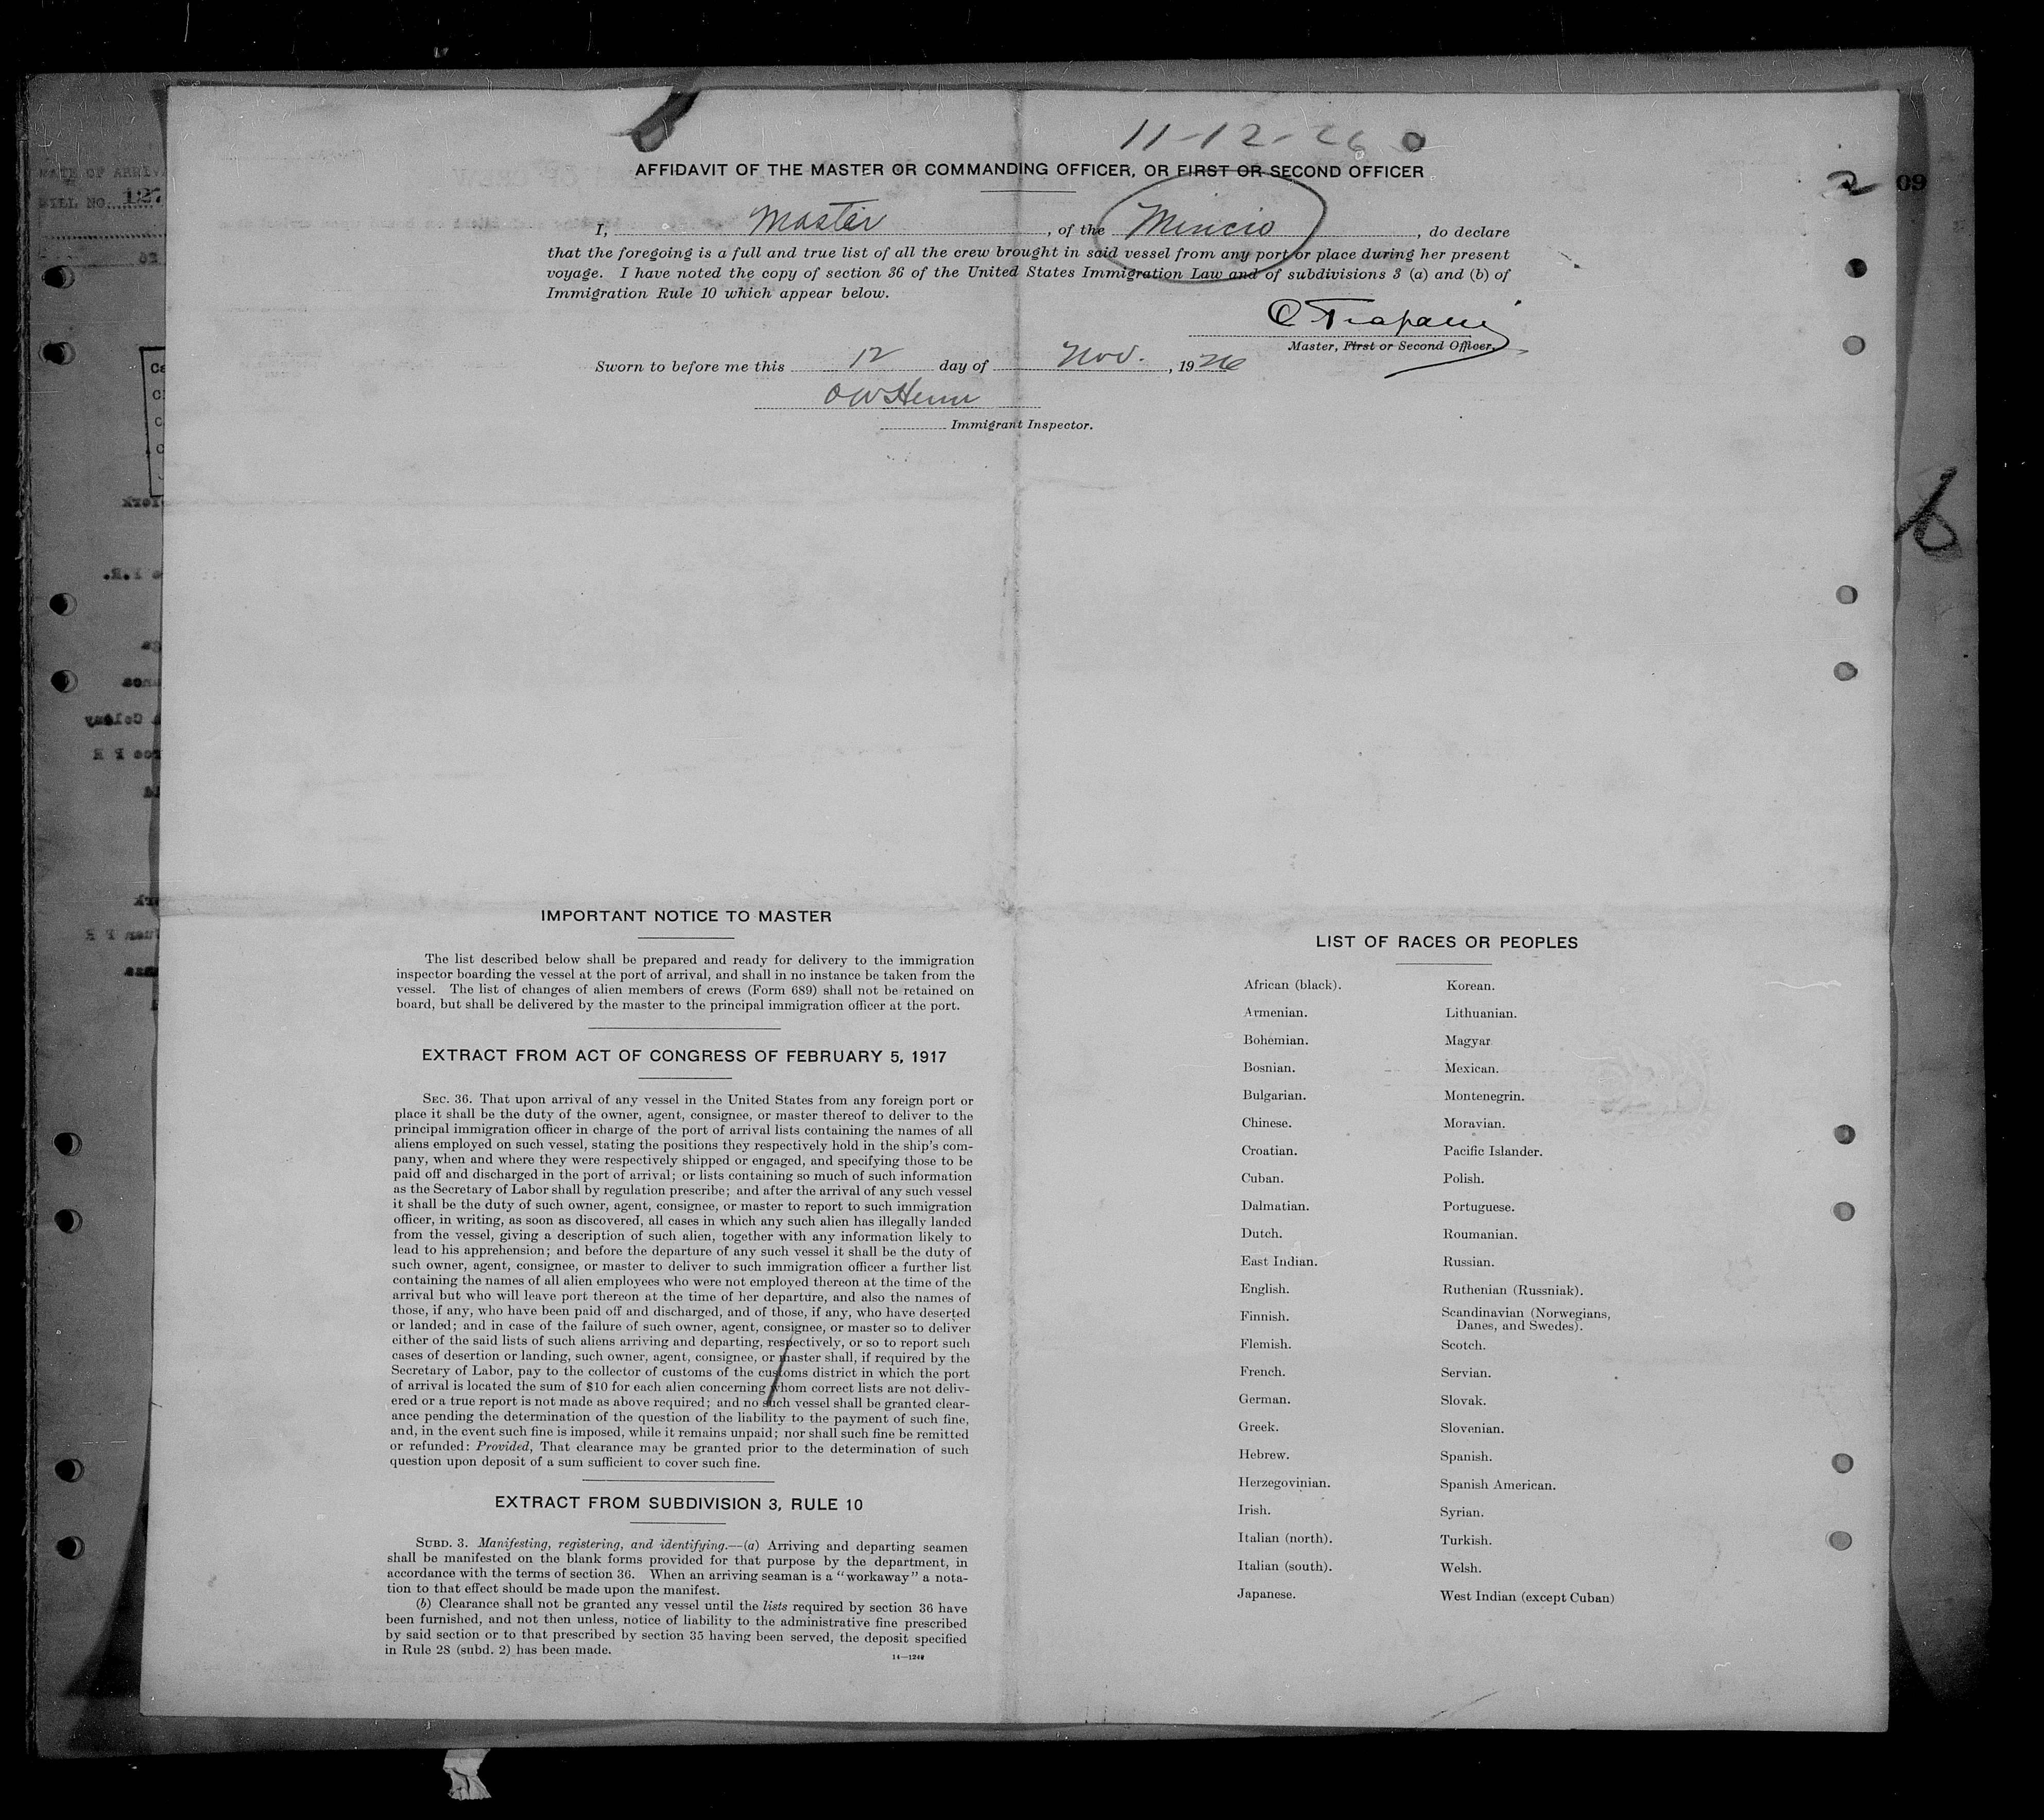 11-12-26
AFFIDAVIT OF THE MASTER OR COMMANDING OFFICER, OR FIRST OR SECOND OFFICER
2
09
DATE OF ARRIV
BILL NO. 127
I, Master, of the Mincio, do declare
that the foregoing is a full and true list of all the crew brought in said vessel from any port or place during her present
voyage. I have noted the copy of section 36 of the United States Immigration Law and of subdivisions 3 (a) and (b) of
Immigration Rule 10 which appear below.
Trapani
Master, First or Second Officer.
Sworn to before me this 12 day of Nov., 1926
Immigrant Inspector.
IMPORTANT NOTICE TO MASTER
The list described below shall be prepared and ready for delivery to the immigration
inspector boarding the vessel at the port of arrival, and shall in no instance be taken from the
vessel. The list of changes of alien members of crews (Form 689) shall not be retained on
board, but shall be delivered by the master to the principal immigration officer at the port.
EXTRACT FROM ACT OF CONGRESS OF FEBRUARY 5, 1917
SEC. 36. That upon arrival of any vessel in the United States from any foreign port or
place it shall be the duty of the owner, agent, consignee, or master thereof to deliver to the
principal immigration officer in charge of the port of arrival lists containing the names of all
aliens employed on such vessel, stating the positions they respectively hold in the ship's com-
pany, when and where they were respectively shipped or engaged, and specifying those to be
paid off and discharged in the port of arrival; or lists containing so much of such information
as the Secretary of Labor shall by regulation prescribe; and after the arrival of any such vessel
it shall be the duty of such owner, agent, consignee, or master to report to such immigration
officer, in writing, as soon as discovered, all cases in which any such alien has illegally landed
from the vessel, giving a description of such alien, together with any information likely to
lead to his apprehension; and before the departure of any such vessel it shall be the duty of
such owner, agent, consignee, or master to deliver to such immigration officer a further list
containing the names of all alien employees who were not employed thereon at the time of the
arrival but who will leave port thereon at the time of her departure, and also the names of
those, if any, who have been paid off and discharged, and of those, if any, who have deserted
or landed; and in case of the failure of such owner, agent, consignee, or master so to deliver
either of the said lists of such aliens arriving and departing, respectively, or so to report such
cases of desertion or landing, such owner, agent, consignee, or master shall, if required by the
Secretary of Labor, pay to the collector of customs of the customs district in which the port
of arrival is located the sum of $10 for each alien concerning whom correct lists are not deliv-
ered or a true report is not made as above required; and no such vessel shall be granted clear-
ance pending the determination of the question of the liability to the payment of such fine,
and, in the event such fine is imposed, while it remains unpaid; nor shall such fine be remitted
or refunded: Provided, That clearance may be granted prior to the determination of such
question upon deposit of a sum sufficient to cover such fine.
EXTRACT FROM SUBDIVISION 3, RULE 10
SUBD. 3. Manifesting, registering, and identifying.—(a) Arriving and departing seamen
shall be manifested on the blank forms provided for that purpose by the department, in
accordance with the terms of section 36. When an arriving seaman is a "workaway" a nota-
tion to that effect should be made upon the manifest.
(b) Clearance shall not be granted any vessel until the lists required by section 36 have
been furnished, and not then unless, notice of liability to the administrative fine prescribed
by said section or to that prescribed by section 35 having been served, the deposit specified
in Rule 28 (subd. 2) has been made.
14—1240
LIST OF RACES OR PEOPLES
African (black).
Armenian.
Bohemian.
Bosnian.
Bulgarian.
Chinese.
Croatian.
Cuban.
Dalmatian.
Dutch.
East Indian.
English.
Finnish.
Flemish.
French.
German.
Greek.
Hebrew.
Herzegovinian.
Irish.
Italian (north).
Italian (south).
Japanese.
Korean.
Lithuanian.
Magyar
Mexican.
Montenegrin.
Moravian.
Pacific Islander.
Polish.
Portuguese.
Roumanian.
Russian.
Ruthenian (Russniak).
Scandinavian (Norwegians,
Danes, and Swedes).
Scotch.
Servian.
Slovak.
Slovenian.
Spanish.
Spanish American.
Syrian.
Turkish.
Welsh.
West Indian (except Cuban)